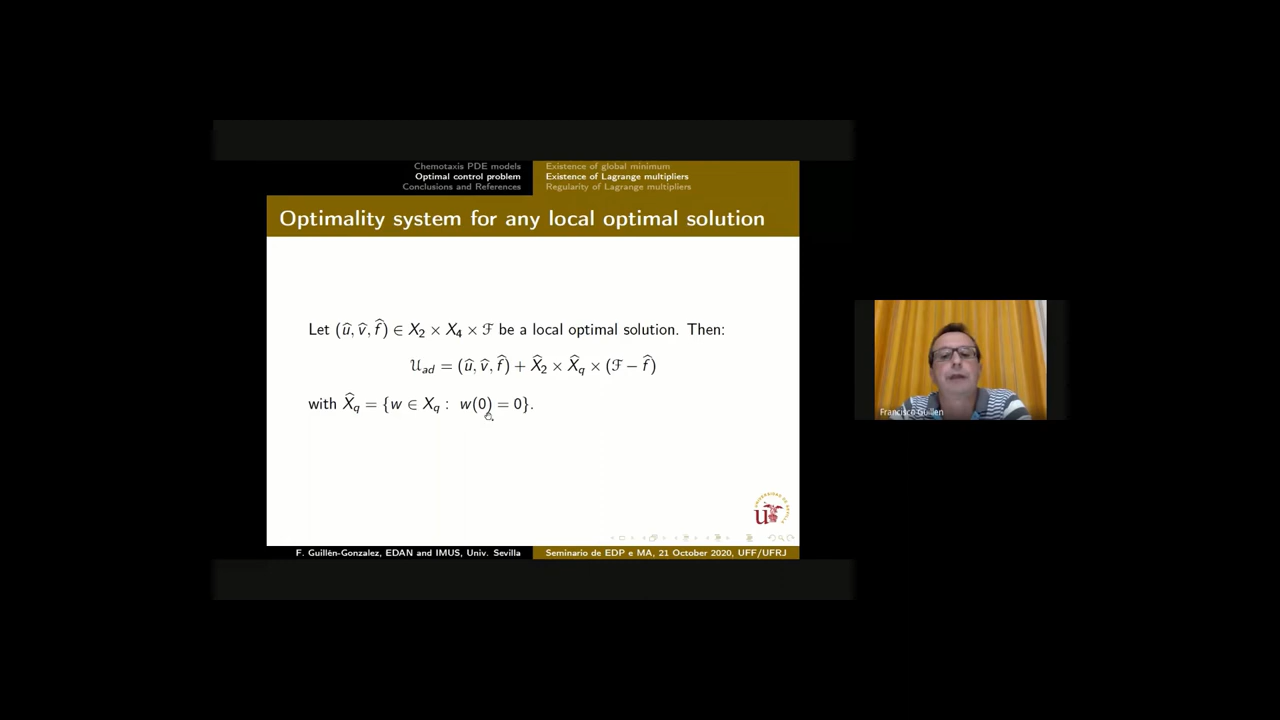 Chemotaxis PDE models
Optimal control problem
Conclusions and References
Existence of global minimum
Existence of Lagrange multipliers
Regularity of Lagrange multipliers
Optimality system for any local optimal solution
Let (û, v̂, f̂) ∈ X₂ × X₄ × ℱ be a local optimal solution. Then:
𝒰_ad = (û, v̂, f̂) + X̂₂ × X̂_q × (ℱ − f̂)
with X̂_q = {w ∈ X_q : w(0) = 0}.
F. Guillén-Gonzalez, EDAN and IMUS, Univ. Sevilla
Seminario de EDP e MA, 21 October 2020, UFF/UFRJ
Francisco Guillen